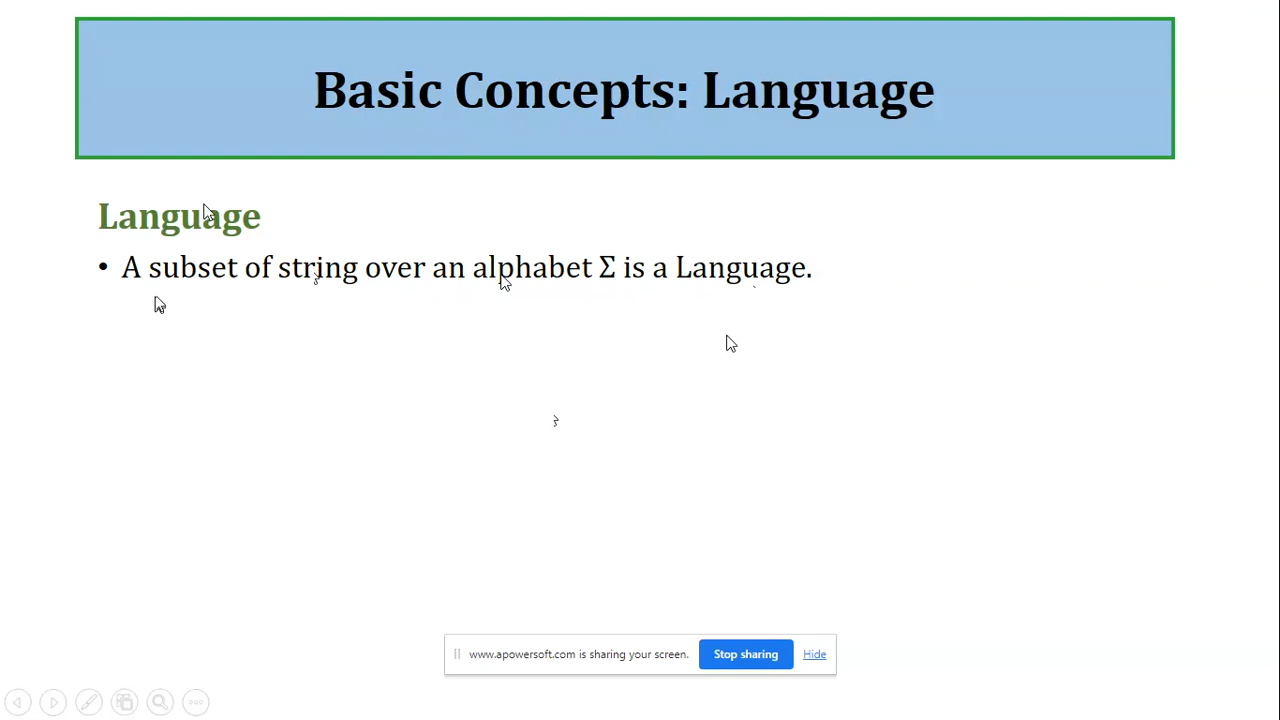 Basic Concepts: Language
Language
• A subset of string over an alphabet Σ is a Language.
www.apowersoft.com is sharing your screen.
Stop sharing
Hide